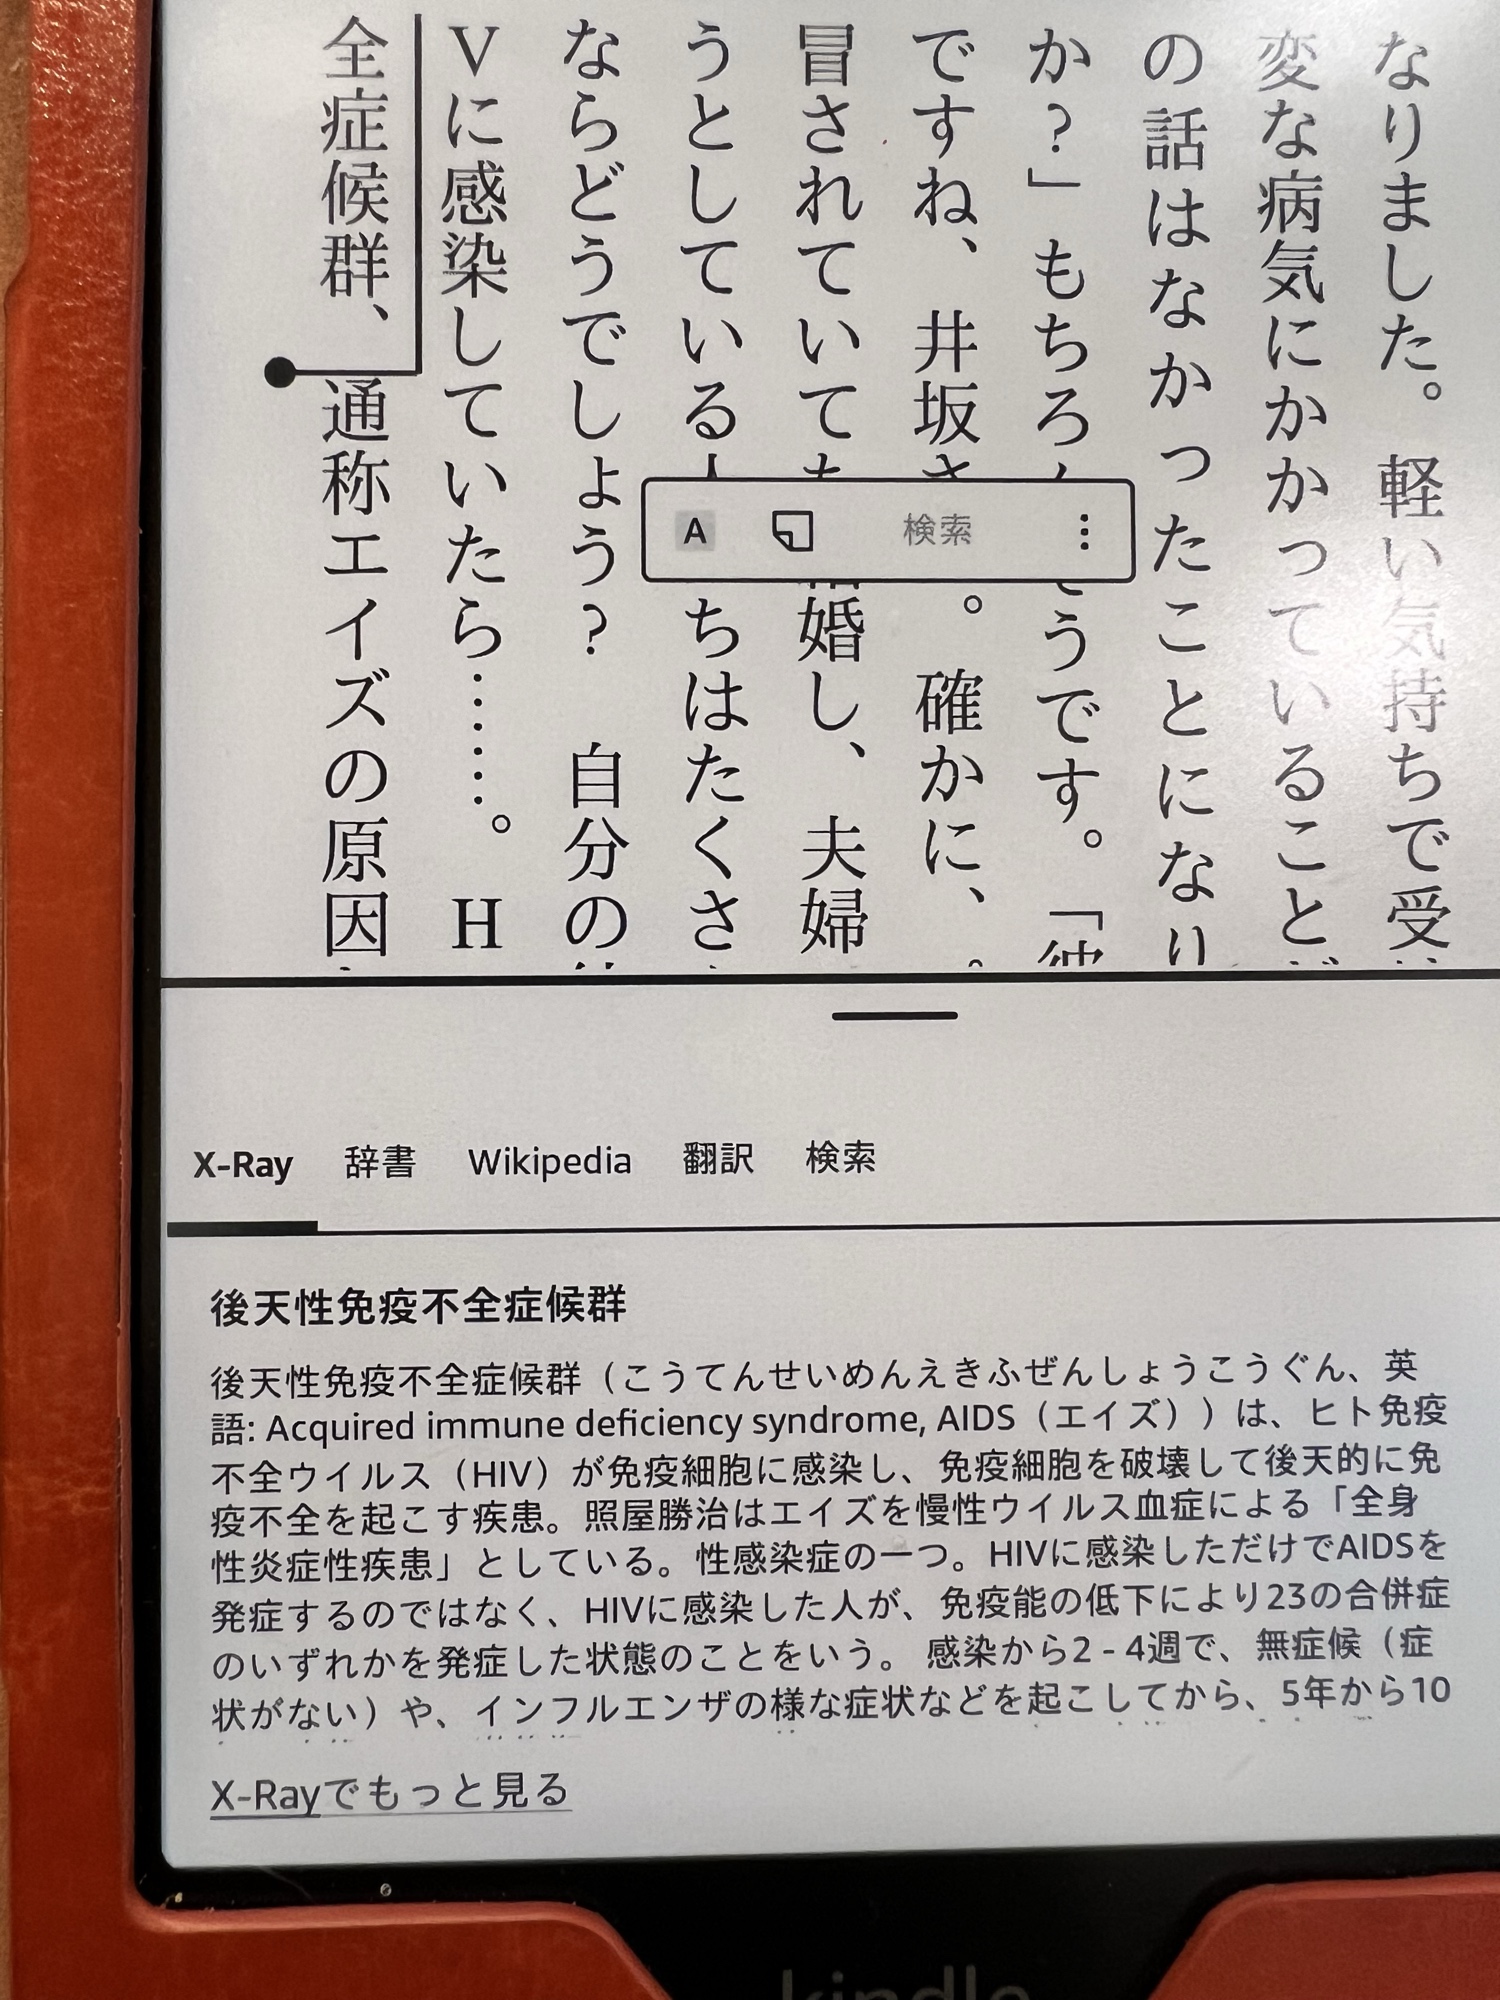 なりました。軽い気持ちで受
変な病気にかかっていること
の話はなかったことになり
か？」もちろ うです。「
ですね、井坂さ 。確かに、
冒されていて 婚し、夫婦
うとしている ちはたくさ
ならどうでしょう？ 自分の
Vに感染していたら……。H
全症候群、通称エイズの原因
A 検索
X-Ray 辞書 Wikipedia 翻訳 検索
後天性免疫不全症候群
後天性免疫不全症候群（こうてんせいめんえきふぜんしょうこうぐん、英
語: Acquired immune deficiency syndrome, AIDS（エイズ））は、ヒト免疫
不全ウイルス（HIV）が免疫細胞に感染し、免疫細胞を破壊して後天的に免
疫不全を起こす疾患。照屋勝治はエイズを慢性ウイルス血症による「全身
性炎症性疾患」としている。性感染症の一つ。HIVに感染しただけでAIDSを
発症するのではなく、HIVに感染した人が、免疫能の低下により23の合併症
のいずれかを発症した状態のことをいう。 感染から2 - 4週で、無症候（症
状がない）や、インフルエンザの様な症状などを起こしてから、5年から10
X-Rayでもっと見る
kindle